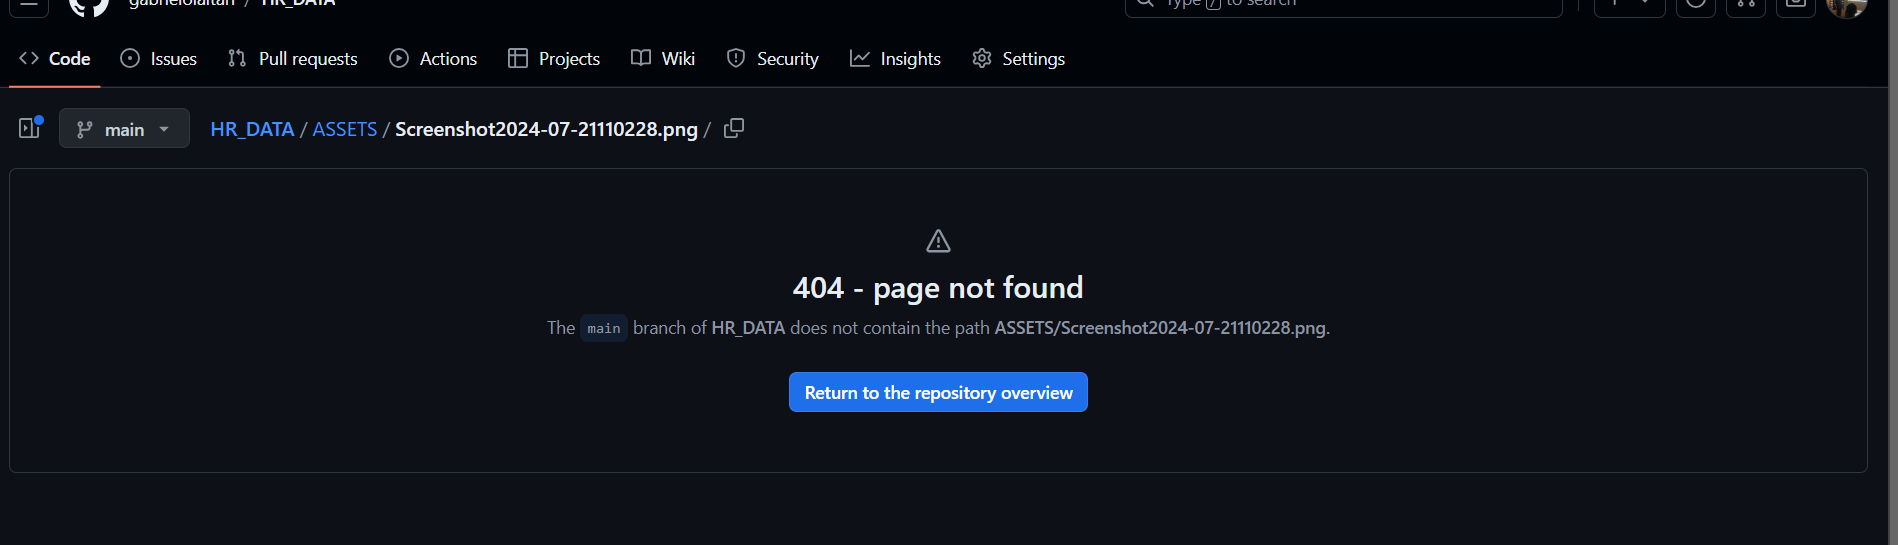 gabrielolaitan / HR_DATA
Type / to search
Code Issues Pull requests Actions Projects Wiki Security Insights Settings
main HR_DATA / ASSETS / Screenshot2024-07-21110228.png /
404 - page not found
The main branch of HR_DATA does not contain the path ASSETS/Screenshot2024-07-21110228.png.
Return to the repository overview